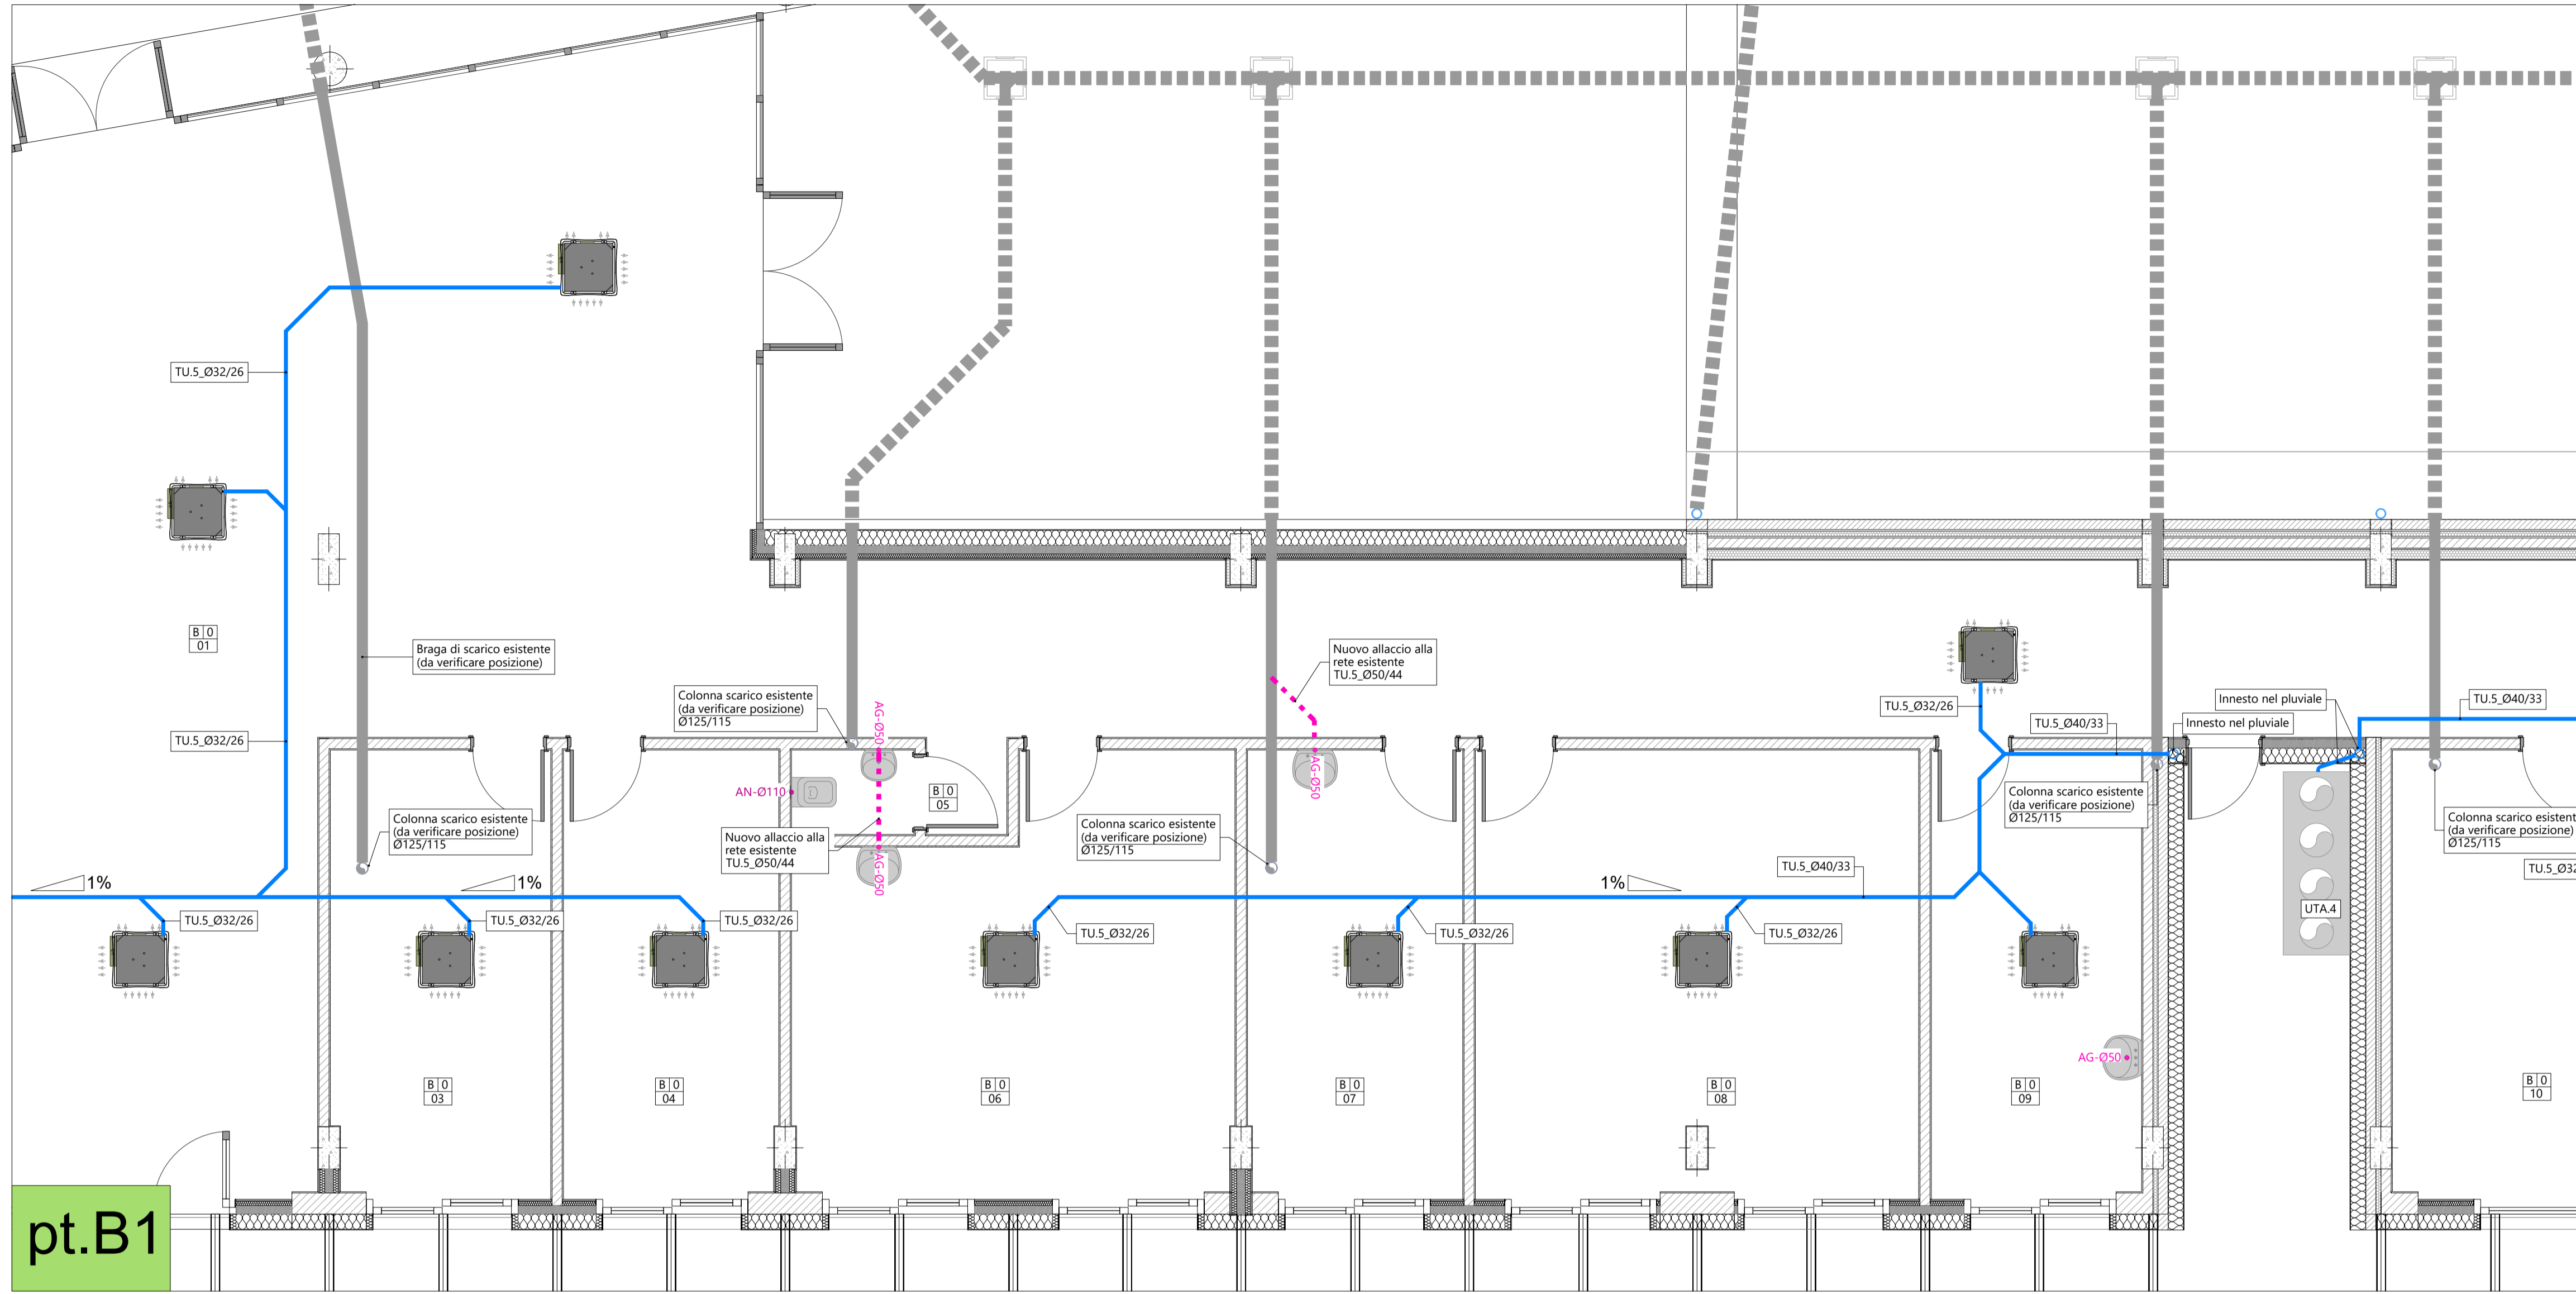 TU.5_Ø32/26
B 0
01
Braga di scarico esistente
(da verificare posizione)
Nuovo allaccio alla
rete esistente
TU.5_Ø50/44
Colonna scarico esistente
(da verificare posizione)
Ø125/115
AG-Ø50
TU.5_Ø32/26
TU.5_Ø32/26
TU.5_Ø40/33
Innesto nel pluviale
Innesto nel pluviale
TU.5_Ø40/33
AN-Ø110
B 0
05
AG-Ø50
Colonna scarico esistente
(da verificare posizione)
Ø125/115
Nuovo allaccio alla
rete esistente
TU.5_Ø50/44
AG-Ø50
Colonna scarico esistente
(da verificare posizione)
Ø125/115
Colonna scarico esistente
(da verificare posizione)
Ø125/115
Colonna scarico esistent
(da verificare posizione)
Ø125/115
TU.5_Ø40/33
TU.5_Ø32
1%
1%
1%
UTA.4
TU.5_Ø32/26
TU.5_Ø32/26
TU.5_Ø32/26
TU.5_Ø32/26
TU.5_Ø32/26
TU.5_Ø32/26
AG-Ø50
B 0
03
B 0
04
B 0
06
B 0
07
B 0
08
B 0
09
B 0
10
pt.B1